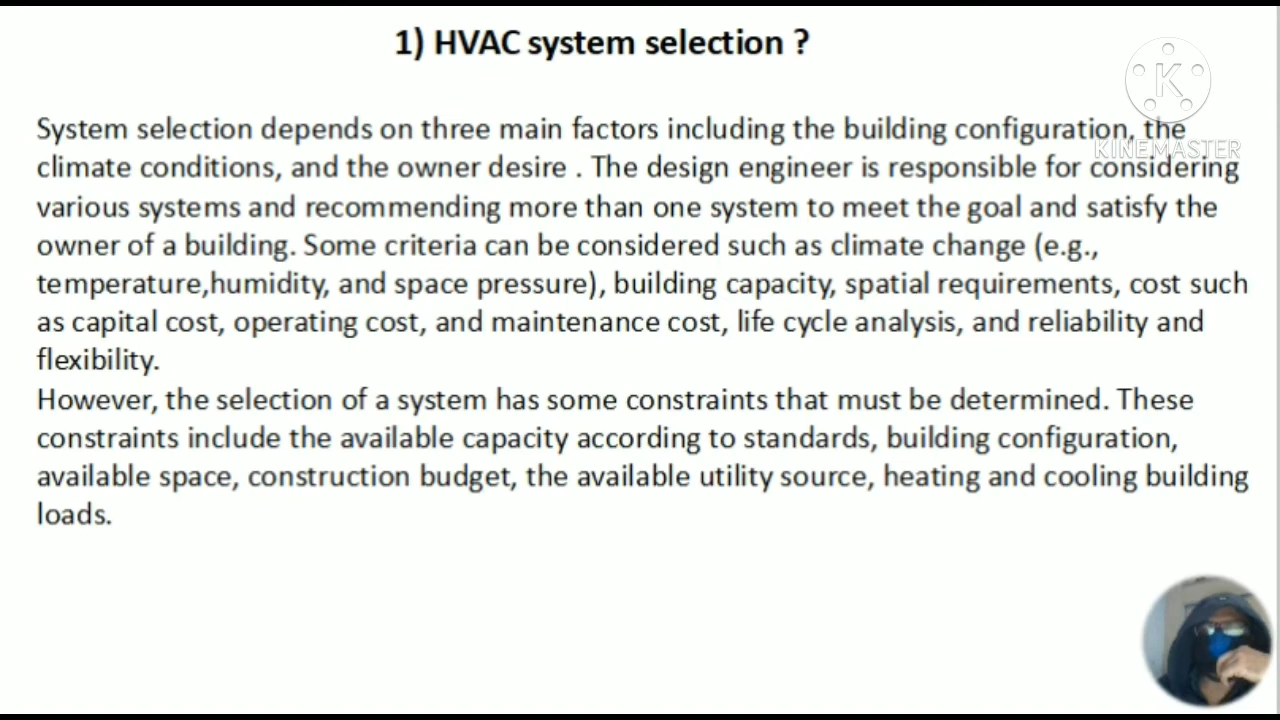 1) HVAC system selection ?
K
KINEMASTER
System selection depends on three main factors including the building configuration, the
climate conditions, and the owner desire . The design engineer is responsible for considering
various systems and recommending more than one system to meet the goal and satisfy the
owner of a building. Some criteria can be considered such as climate change (e.g.,
temperature,humidity, and space pressure), building capacity, spatial requirements, cost such
as capital cost, operating cost, and maintenance cost, life cycle analysis, and reliability and
flexibility.
However, the selection of a system has some constraints that must be determined. These
constraints include the available capacity according to standards, building configuration,
available space, construction budget, the available utility source, heating and cooling building
loads.